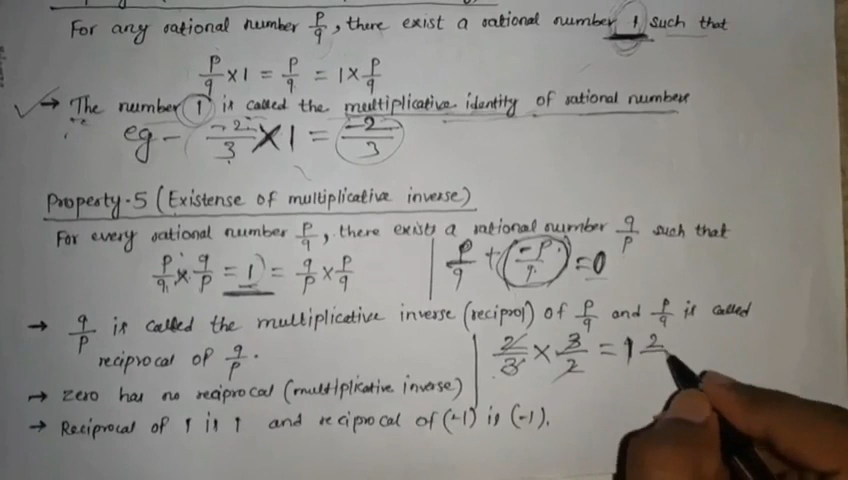 For any rational number p/q, there exist a rational number 1 such that
p/q × 1 = p/q = 1 × p/q
→ The number 1 is called the multiplicative identity of rational numbers
eg - -2/3 × 1 = -2/3
Property-5 (Existense of multiplicative inverse)
For every rational number p/q, there exists a rational number q/p such that
p/q × q/p = 1 = q/p × p/q
p/q + -p/q = 0
→ q/p is called the multiplicative inverse (reciprol) of p/q and p/q is called
reciprocal of q/p.
2/3 × 3/2 = 1 2
→ zero has no reciprocal (multiplicative inverse)
→ Reciprocal of 1 is 1 and reciprocal of (-1) is (-1).